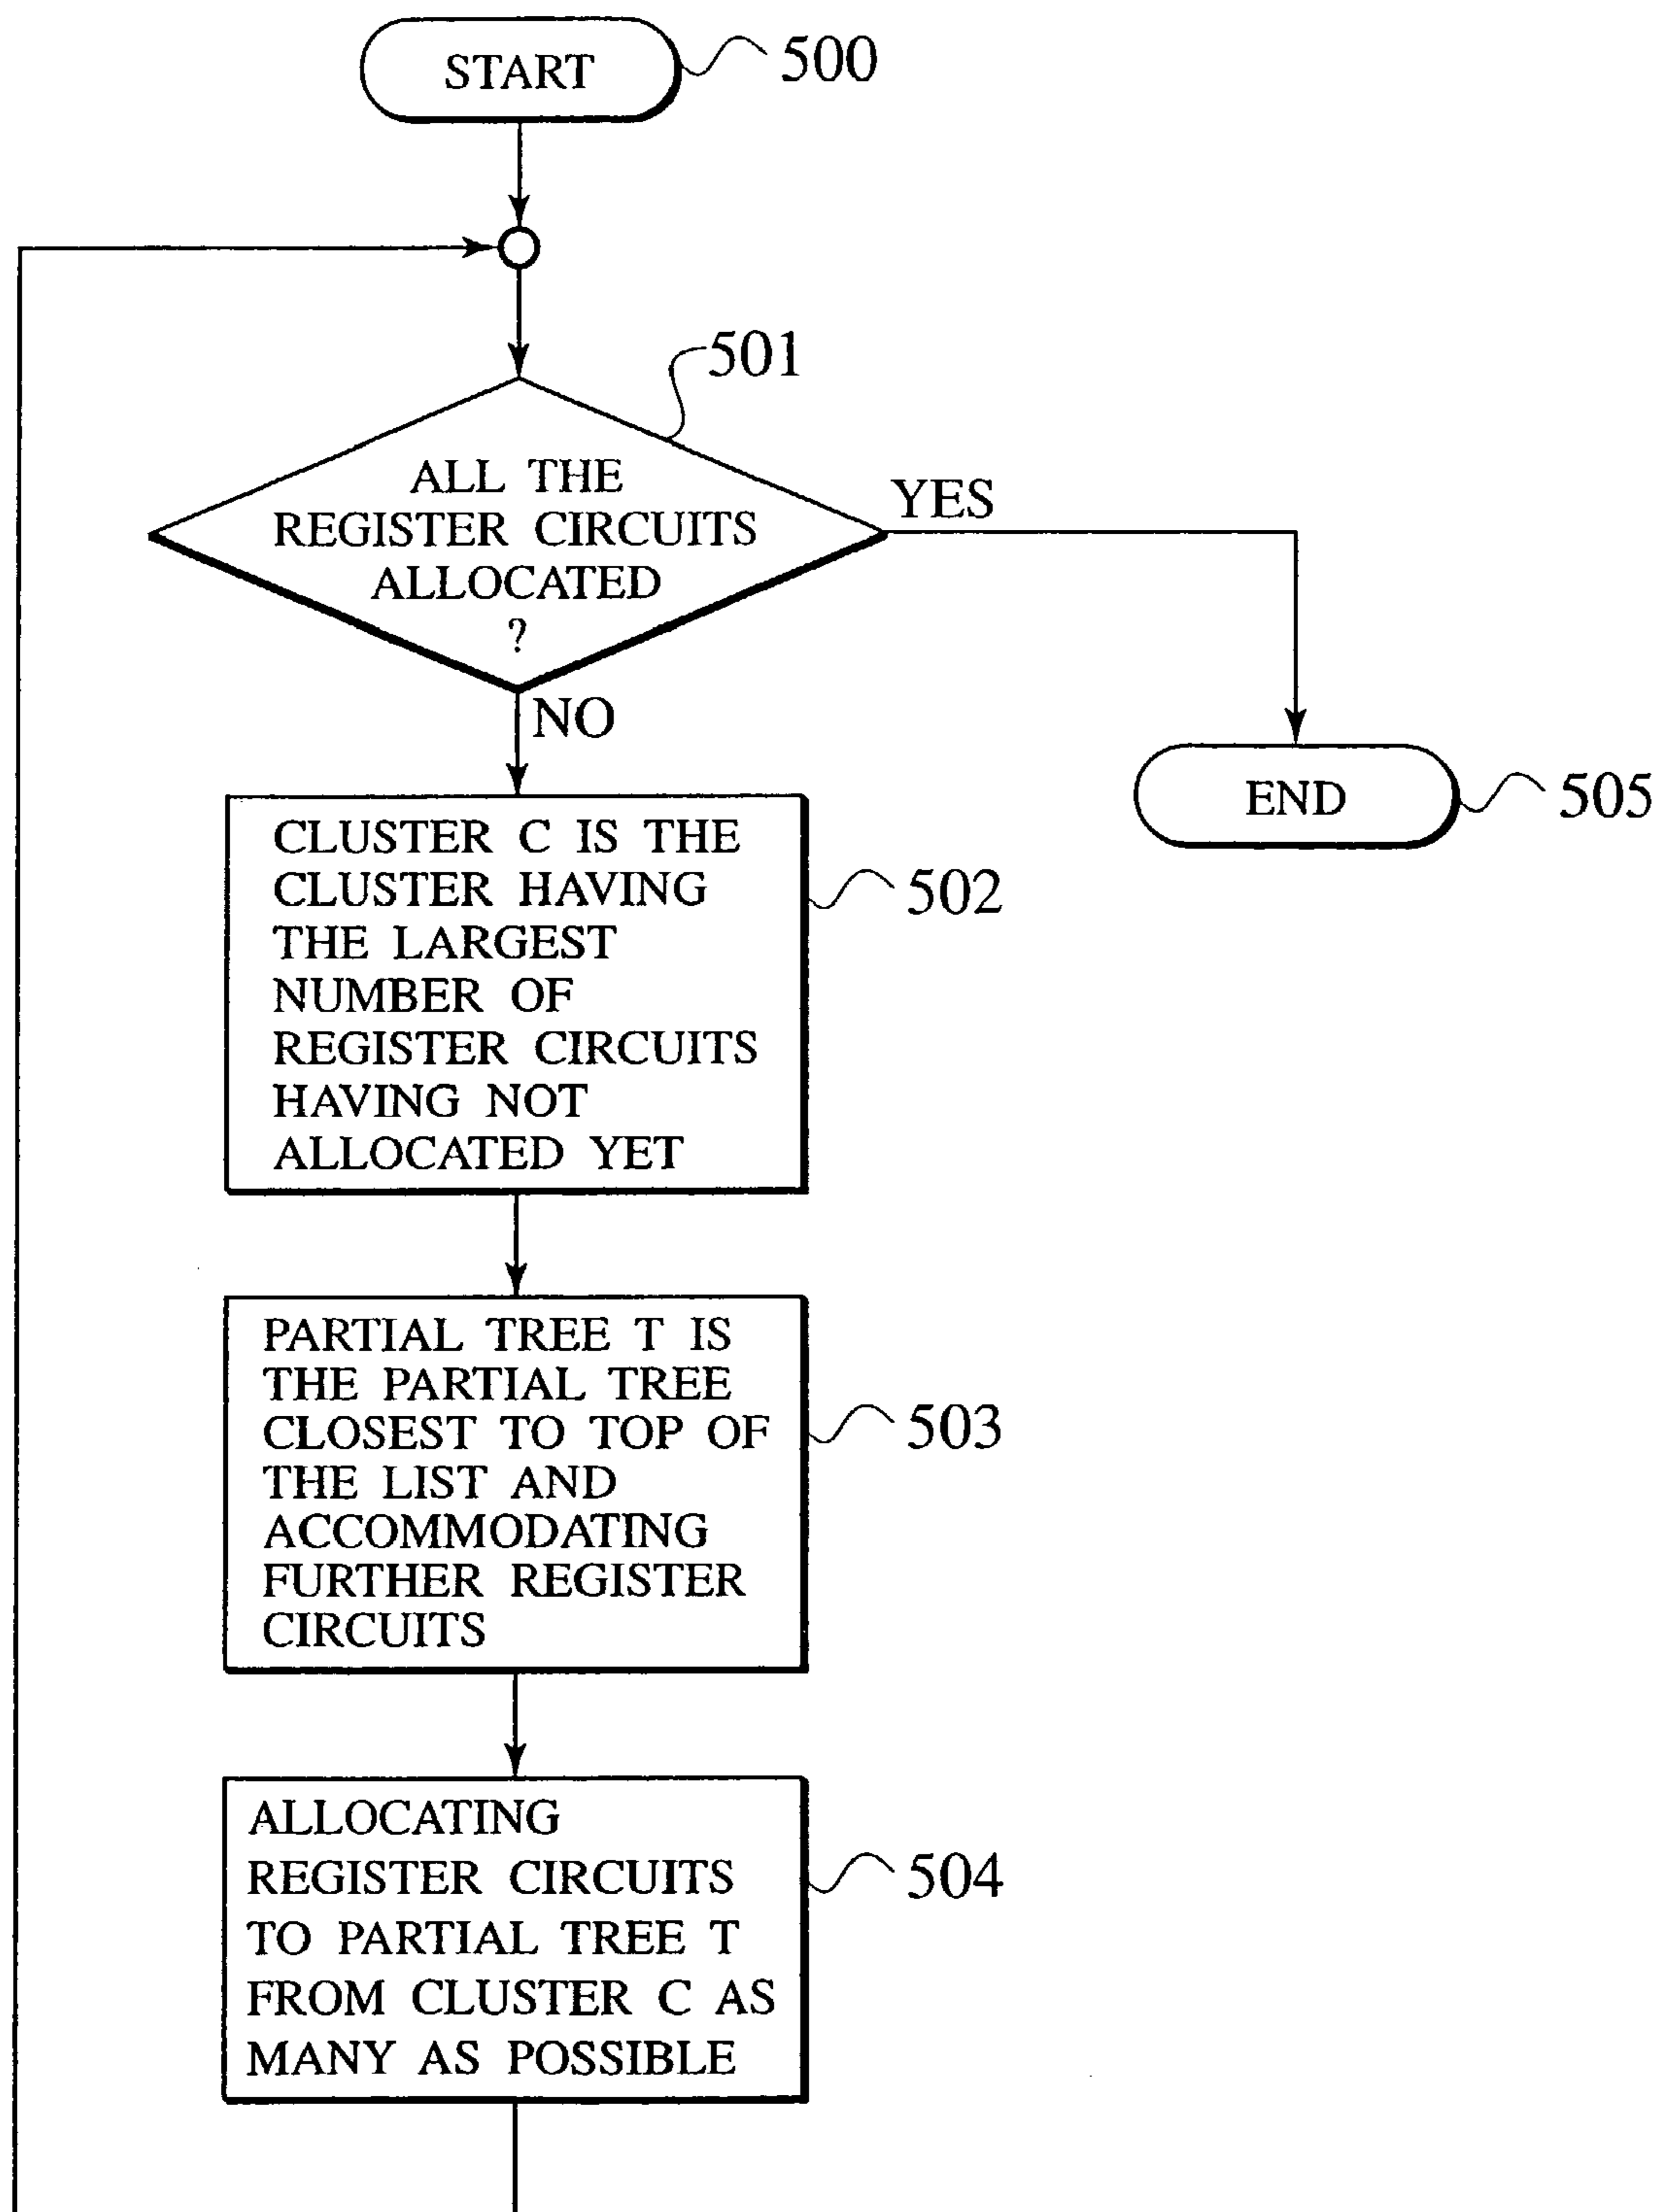 START
500
501
ALL THE
REGISTER CIRCUITS
ALLOCATED
?
YES
NO
END
505
CLUSTER C IS THE
CLUSTER HAVING
THE LARGEST
NUMBER OF
REGISTER CIRCUITS
HAVING NOT
ALLOCATED YET
502
PARTIAL TREE T IS
THE PARTIAL TREE
CLOSEST TO TOP OF
THE LIST AND
ACCOMMODATING
FURTHER REGISTER
CIRCUITS
503
ALLOCATING
REGISTER CIRCUITS
TO PARTIAL TREE T
FROM CLUSTER C AS
MANY AS POSSIBLE
504